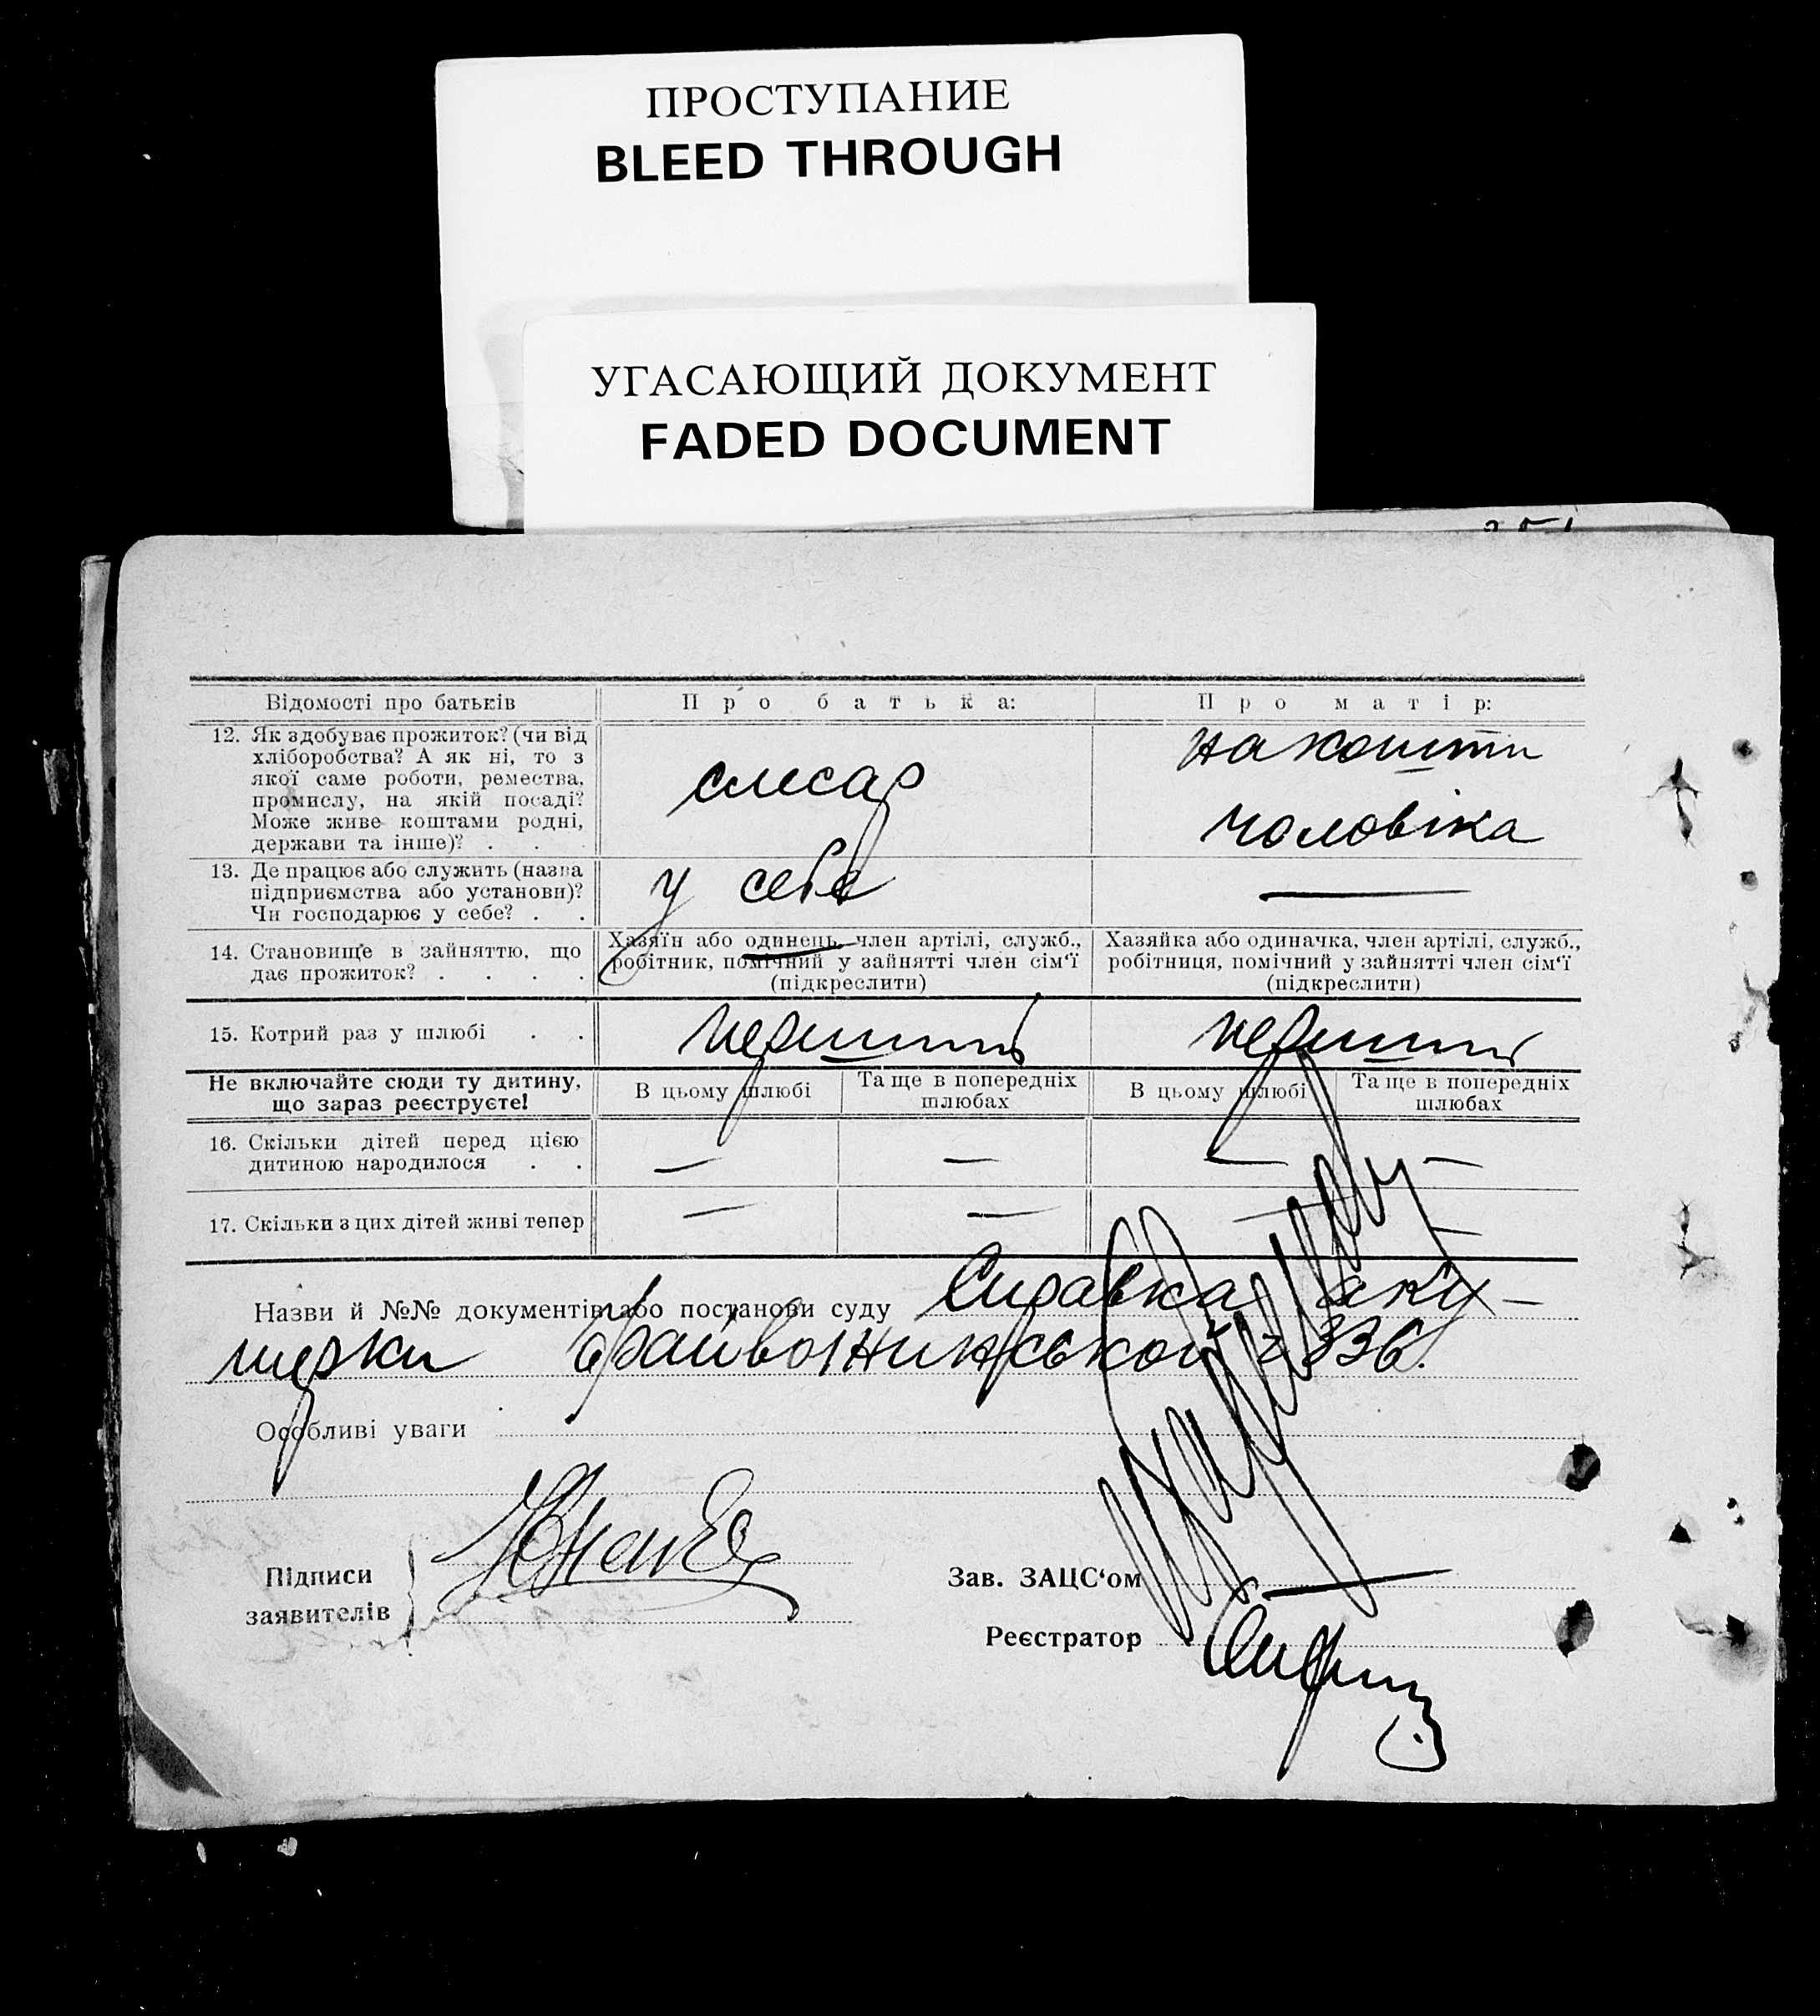 ПРОСТУПАНИЕ
BLEED THROUGH
УГАСАЮЩИЙ ДОКУМЕНТ
FADED DOCUMENT
Відомості про батьків
Про батька:
Про матір:
12. Як здобуває прожиток? (чи від
хліборобства? А як ні, то з
якої саме роботи, ремества,
промислу, на якій посаді?
Може живе коштами родні,
держави та інше)? . . .
слюсар
на кошти
чоловіка
13. Де працює або служить (назва
підприємства або установи)?
Чи господарює у себе? . .
у себе
14. Становище в зайняттю, що
дає прожиток? . . . .
Хазяїн або одинець, член артілі, служб.,
робітник, помічний у зайнятті член сім'ї
(підкреслити)
Хазяйка або одиначка, член артілі, служб.,
робітниця, помічний у зайнятті член сім'ї
(підкреслити)
15. Котрий раз у шлюбі . .
перший
перший
Не включайте сюди ту дитину,
що зараз реєструєте!
В цьому шлюбі
Та ще в попередніх
шлюбах
В цьому шлюбі
Та ще в попередніх
шлюбах
16. Скільки дітей перед цією
дитиною народилося . .
— — — —
17. Скільки з цих дітей живі тепер
— — — —
Назви й №№ документів або постанови суду Справка аку-
шерки
Особливі уваги
Підписи
заявителів
Зав. ЗАЦС'ом
Реєстратор